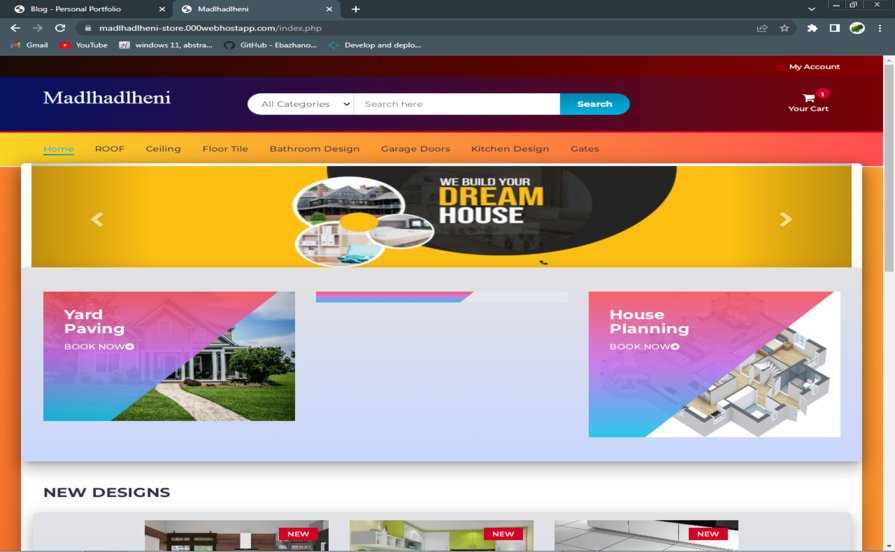 Blog - Personal Portfolio
Madlhadlheni
madlhadlheni-store.000webhostapp.com/index.php
Gmail
YouTube
windows 11, abstra...
GitHub - Ebazhano...
Develop and deplo...
My Account
Madlhadlheni
All Categories
Search here
Search
1
Your Cart
Home
ROOF
Ceiling
Floor Tile
Bathroom Design
Garage Doors
Kitchen Design
Gates
WE BUILD YOUR
DREAM
HOUSE
Yard
Paving
BOOK NOW
House
Planning
BOOK NOW
NEW DESIGNS
NEW
NEW
NEW